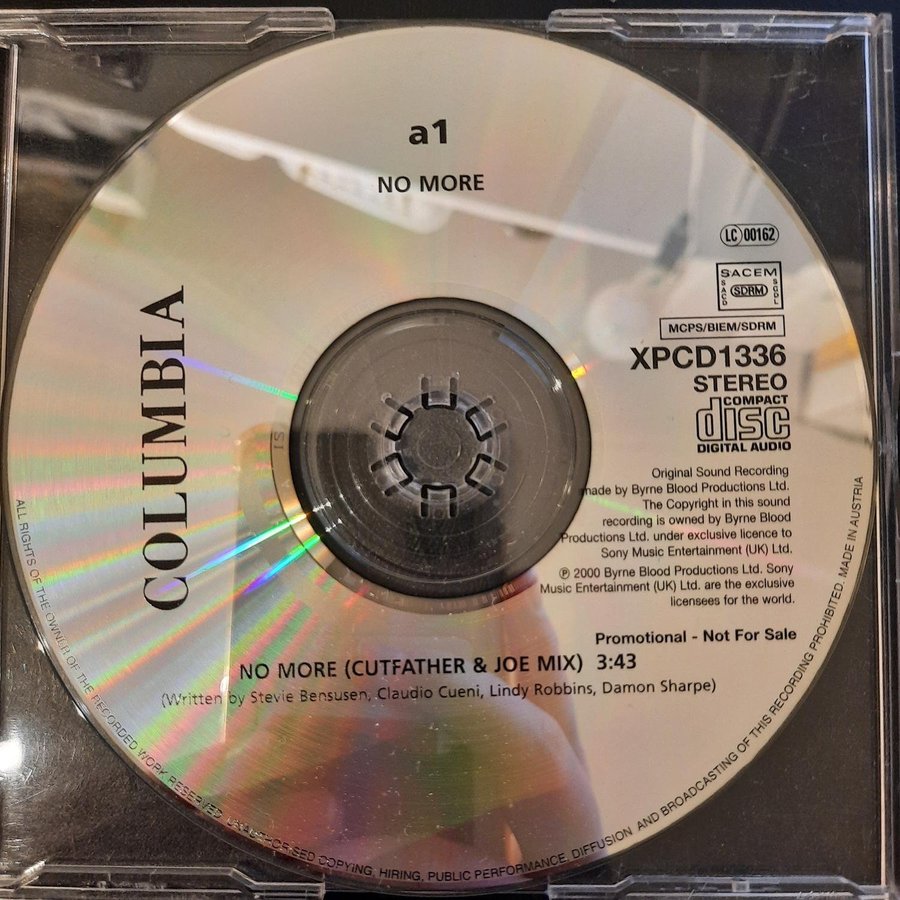 a1
NO MORE
LC 00162
SACEM
SACD
SDRM
SGDL
MCPS/BIEM/SDRM
XPCD1336
STEREO
COMPACT
disc
DIGITAL AUDIO
COLUMBIA
Original Sound Recording
made by Byrne Blood Productions Ltd.
The Copyright in this sound
recording is owned by Byrne Blood
Productions Ltd. under exclusive licence to
Sony Music Entertainment (UK) Ltd.
℗ 2000 Byrne Blood Productions Ltd. Sony
Music Entertainment (UK) Ltd. are the exclusive
licensees for the world.
Promotional - Not For Sale
NO MORE (CUTFATHER & JOE MIX) 3:43
(Written by Stevie Bensusen, Claudio Cueni, Lindy Robbins, Damon Sharpe)
ALL RIGHTS OF THE OWNER OF THE RECORDED WORK RESERVED. UNAUTHORISED COPYING, HIRING, PUBLIC PERFORMANCE, DIFFUSION AND BROADCASTING OF THIS RECORDING PROHIBITED. MADE IN AUSTRIA